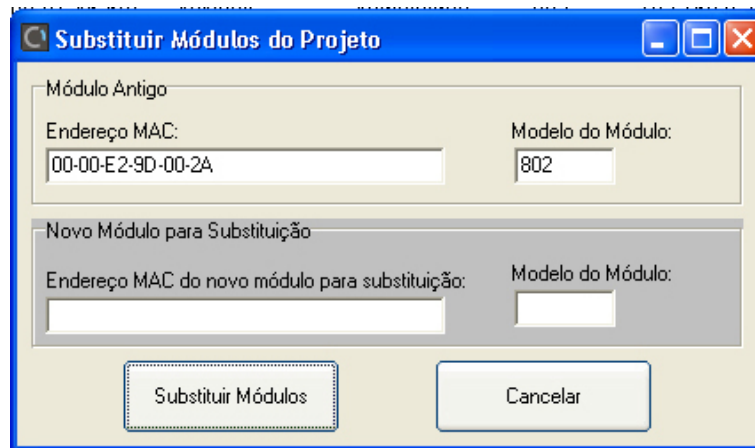 Substituir Módulos do Projeto
Módulo Antigo
Endereço MAC: Modelo do Módulo:
00-00-E2-9D-00-2A 802
Novo Módulo para Substituição
Endereço MAC do novo módulo para substituição: Modelo do Módulo:
Substituir Módulos Cancelar